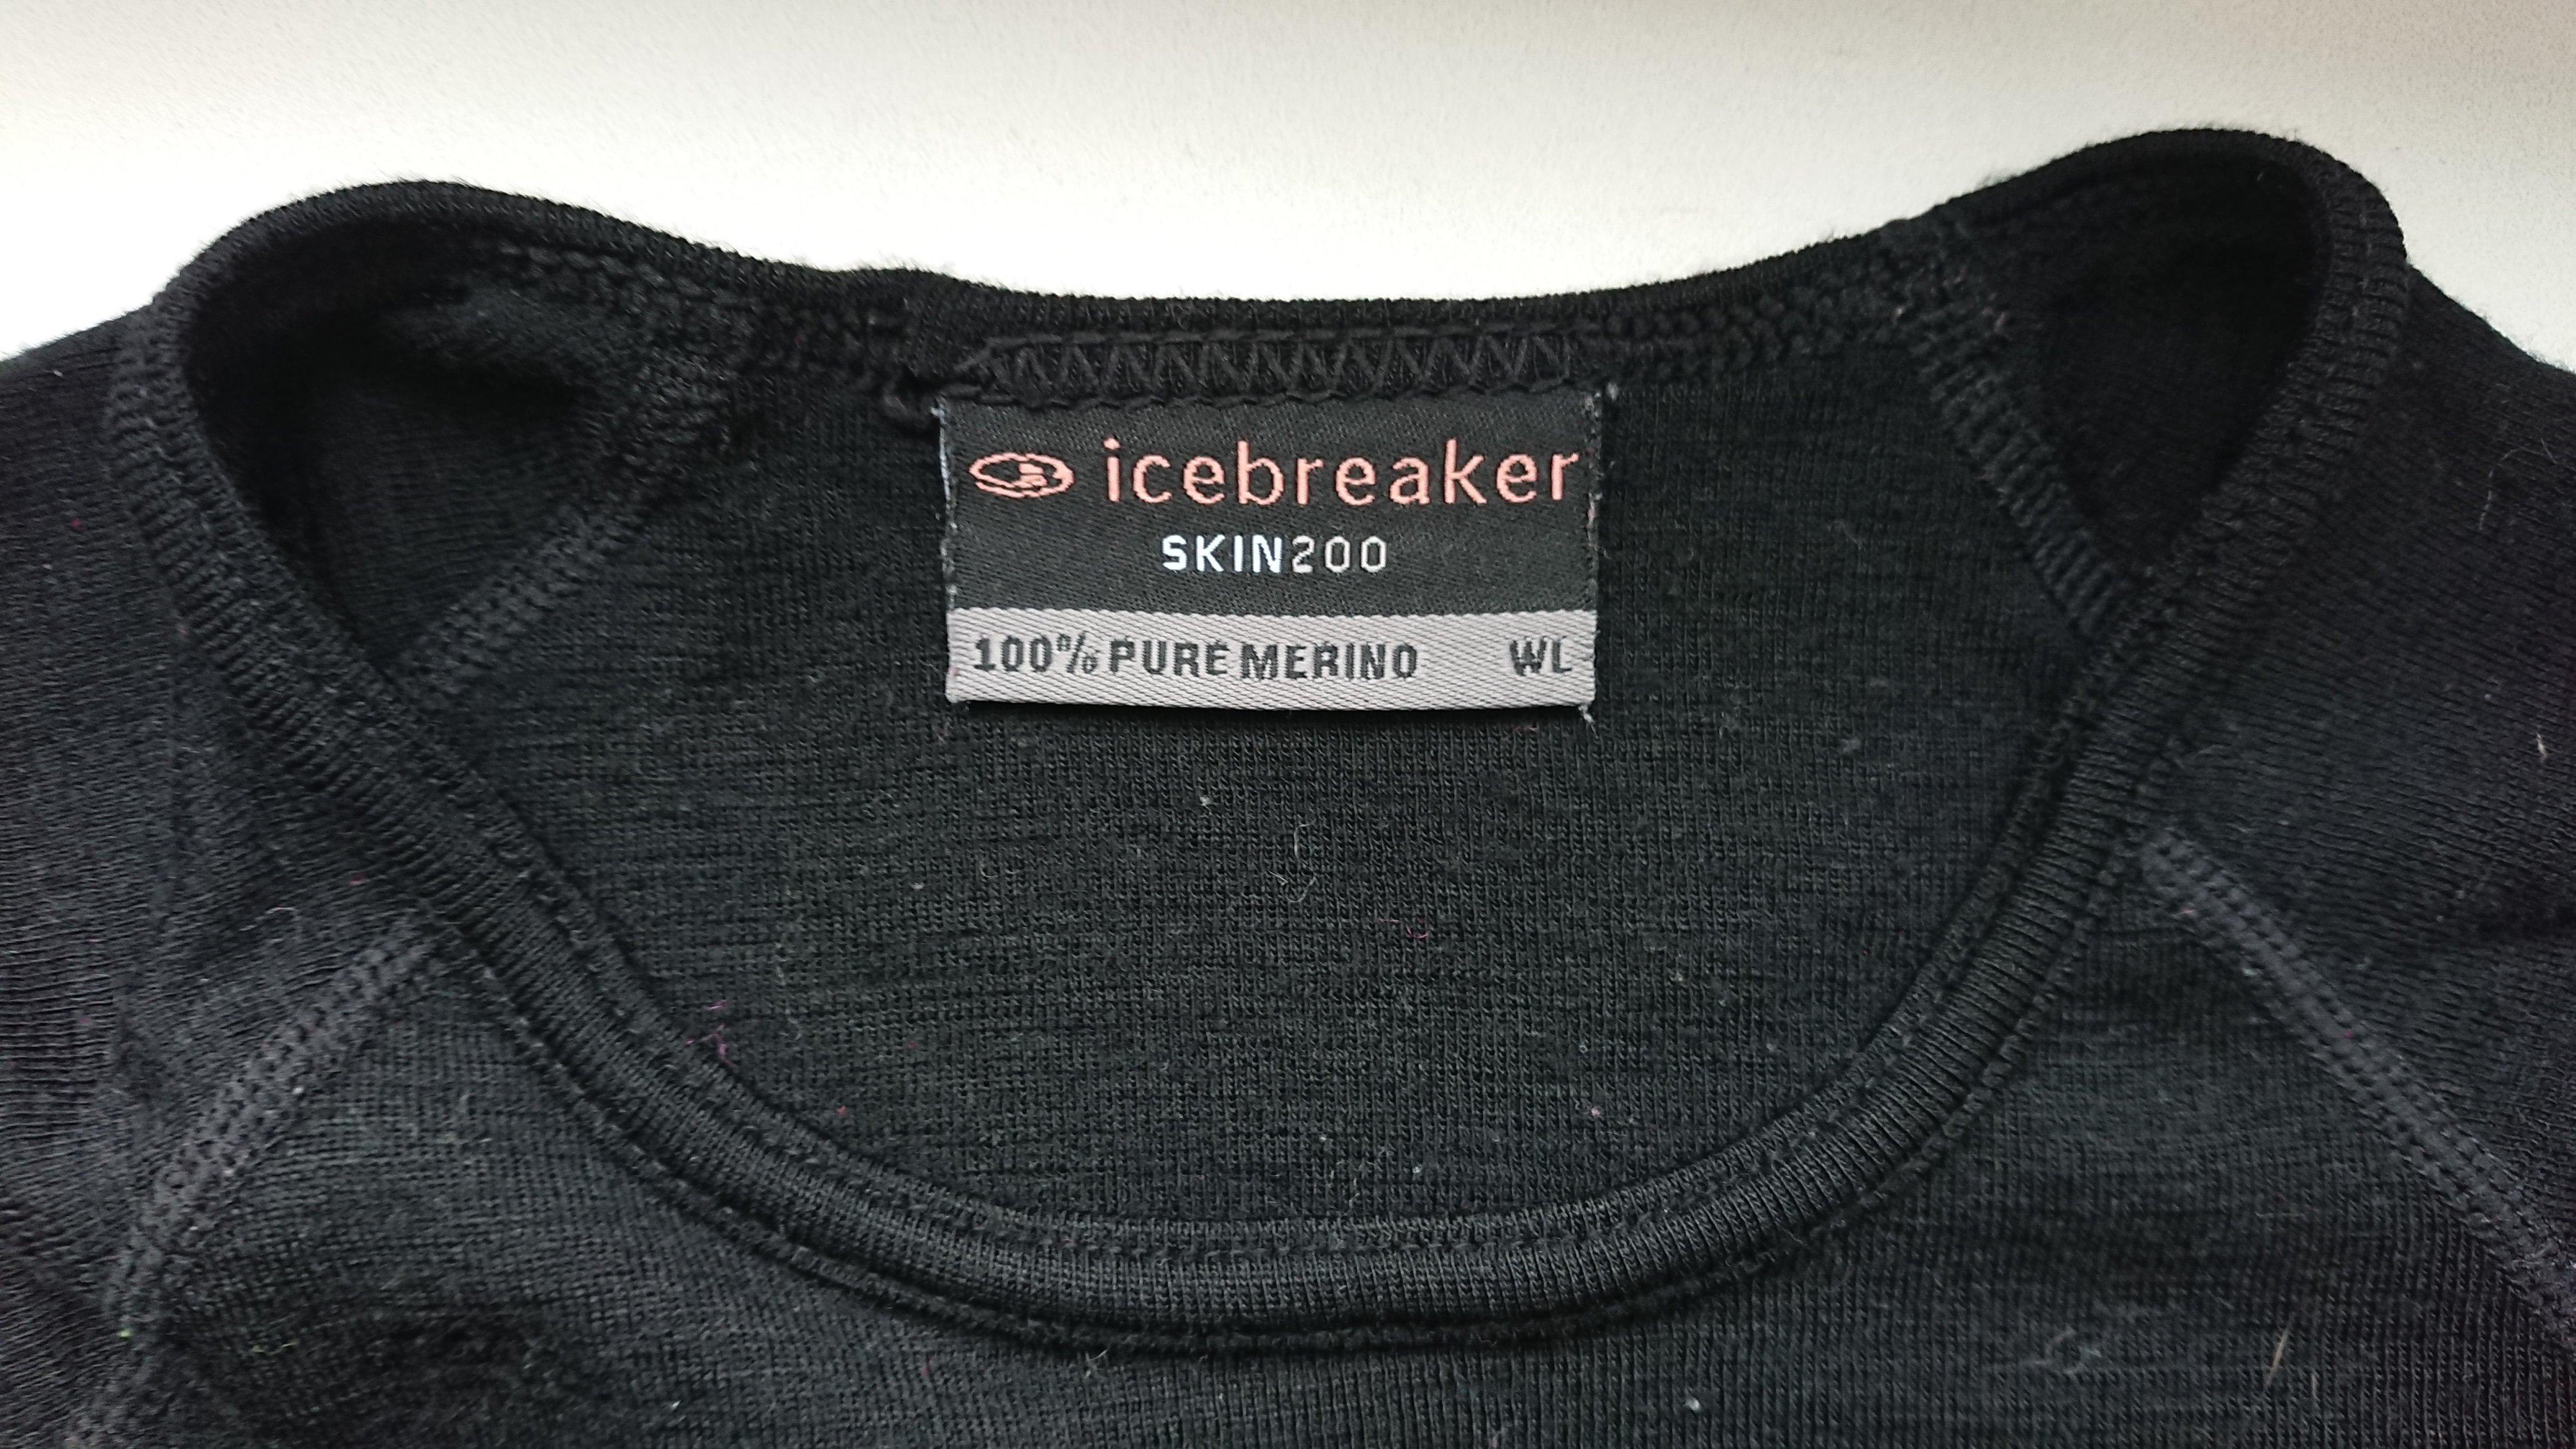 icebreaker
SKIN200
100% PURE MERINO WL